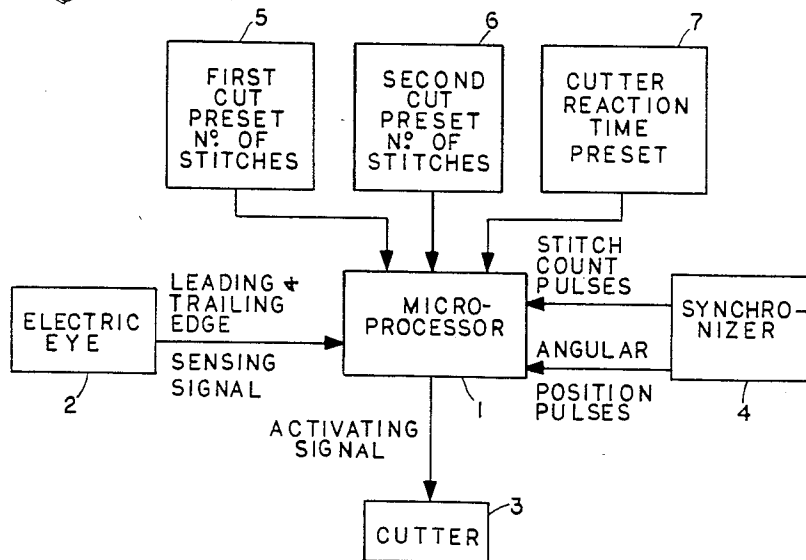 5
FIRST
CUT
PRESET
Nº. OF
STITCHES
6
SECOND
CUT
PRESET
Nº. OF
STITCHES
7
CUTTER
REACTION
TIME
PRESET
LEADING &
TRAILING
EDGE
SENSING
SIGNAL
ELECTRIC
EYE
2
MICRO-
PROCESSOR
1
STITCH
COUNT
PULSES
ANGULAR
POSITION
PULSES
SYNCHRO-
NIZER
4
ACTIVATING
SIGNAL
3
CUTTER